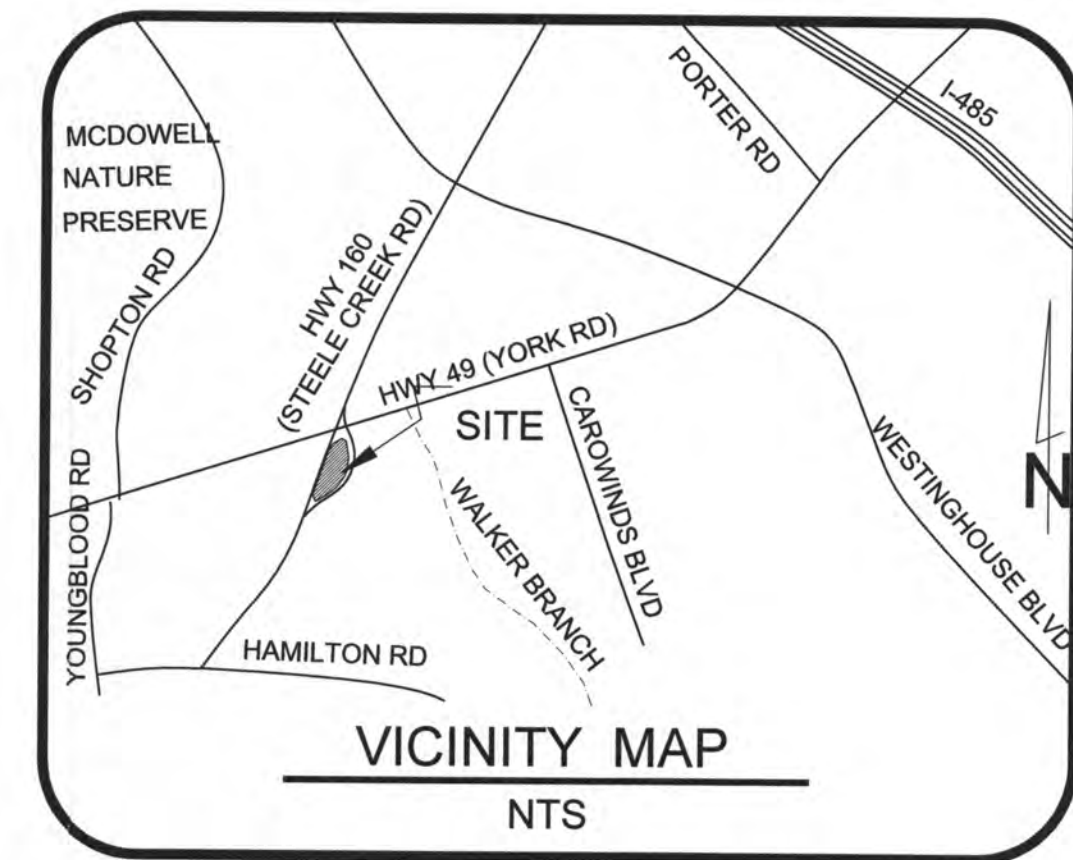 MCDOWELL
NATURE
PRESERVE
SHOPTON RD
HWY 160
(STEELE CREEK RD)
PORTER RD
I-485
HWY 49 (YORK RD)
SITE
CAROWINDS BLVD
WESTINGHOUSE BLVD
N
YOUNGBLOOD RD
WALKER BRANCH
HAMILTON RD
VICINITY MAP
NTS